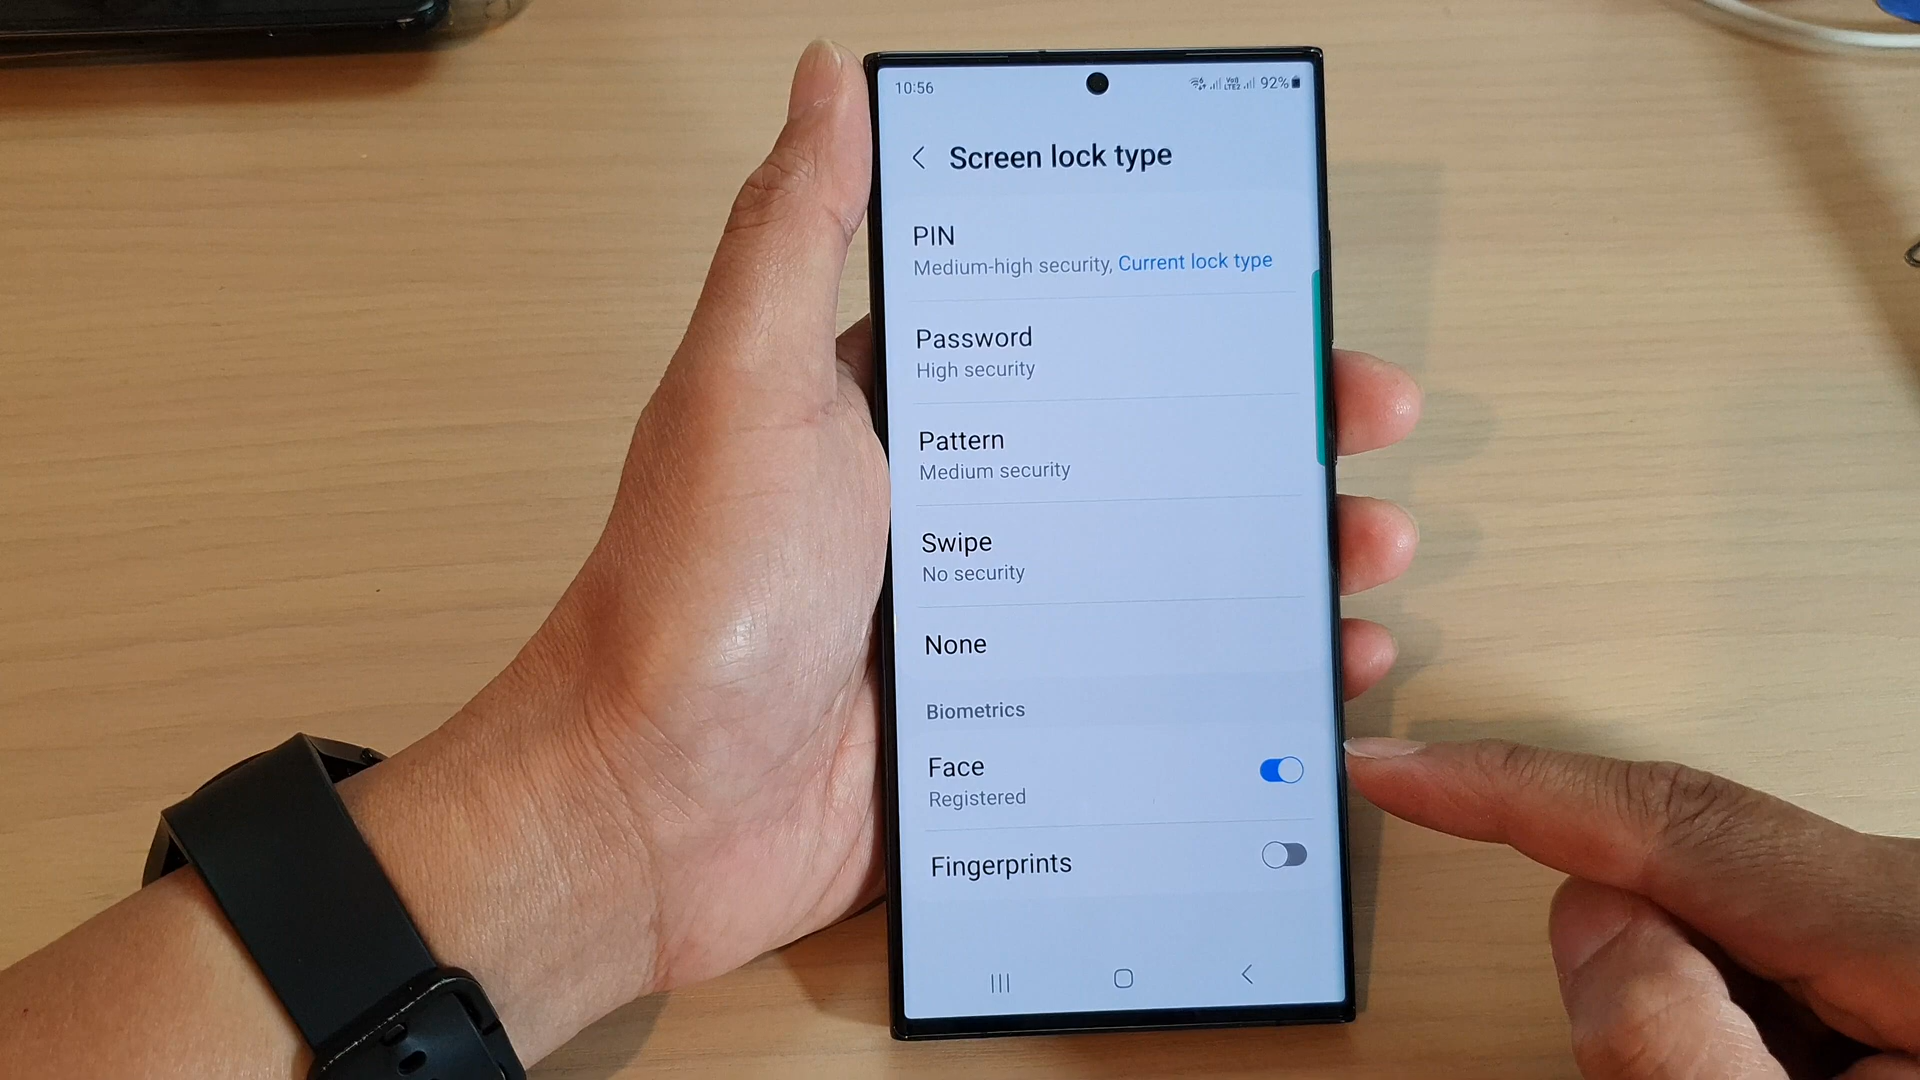 10:56
92%
Screen lock type
PIN
Medium-high security, Current lock type
Password
High security
Pattern
Medium security
Swipe
No security
None
Biometrics
Face
Registered
Fingerprints